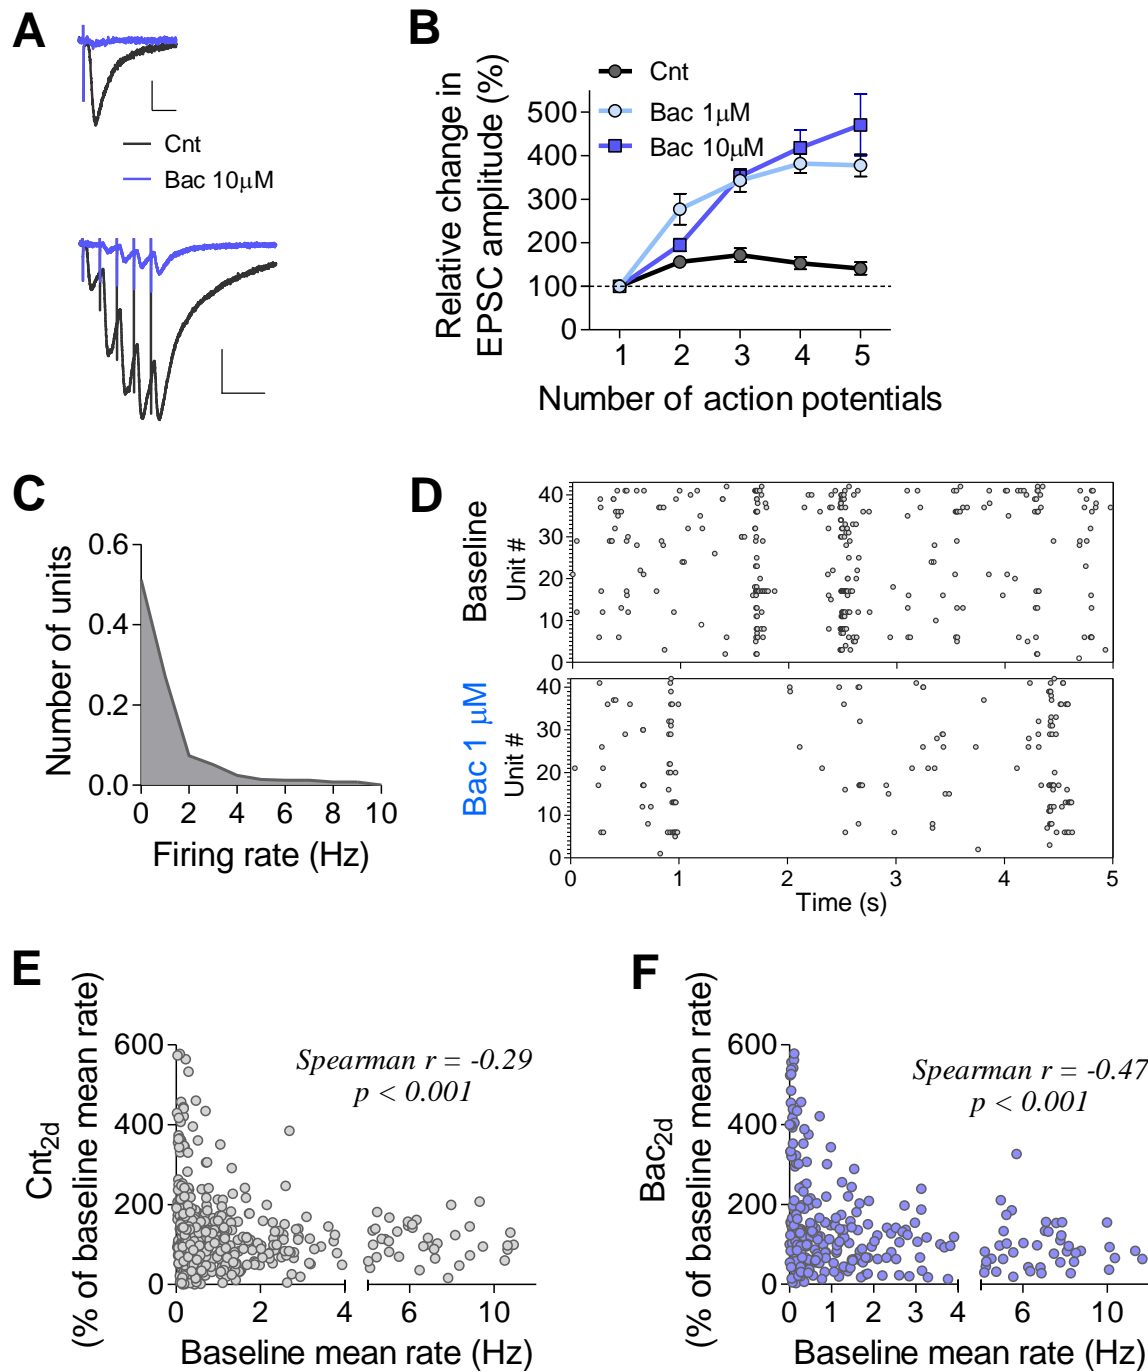 A
Cnt
Bac 10μM
B
Relative change in
EPSC amplitude (%)
Cnt
Bac 1μM
Bac 10μM
500
400
300
200
100
0
1 2 3 4 5
Number of action potentials
C
Number of units
0.6
0.4
0.2
0.0
0 2 4 6 8 10
Firing rate (Hz)
D
Baseline
Unit #
40
30
20
10
0
Bac 1 μM
Unit #
40
30
20
10
0
0 1 2 3 4 5
Time (s)
E
Cnt2d
(% of baseline mean rate)
600
400
200
0
Spearman r = -0.29
p < 0.001
0 2 4 6 8 10
Baseline mean rate (Hz)
F
Bac2d
(% of baseline mean rate)
600
400
200
0
Spearman r = -0.47
p < 0.001
0 1 2 3 4 6 8 10
Baseline mean rate (Hz)